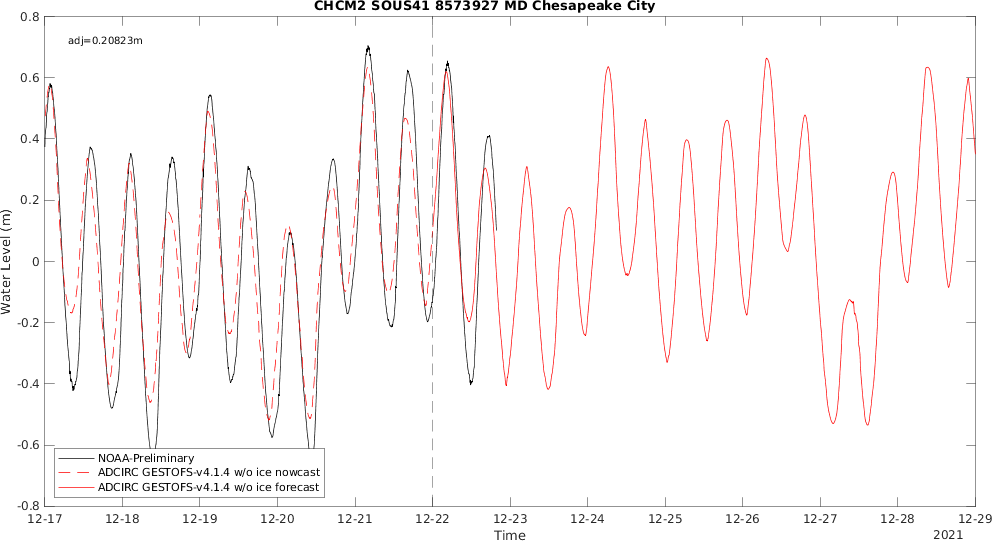 CHCM2 SOUS41 8573927 MD Chesapeake City
adj=0.20823m
0.8
0.6
0.4
0.2
0
-0.2
-0.4
-0.6
-0.8
Water Level (m)
NOAA-Preliminary
ADCIRC GESTOFS-v4.1.4 w/o ice nowcast
ADCIRC GESTOFS-v4.1.4 w/o ice forecast
12-17 12-18 12-19 12-20 12-21 12-22 12-23 12-24 12-25 12-26 12-27 12-28 12-29
Time
2021